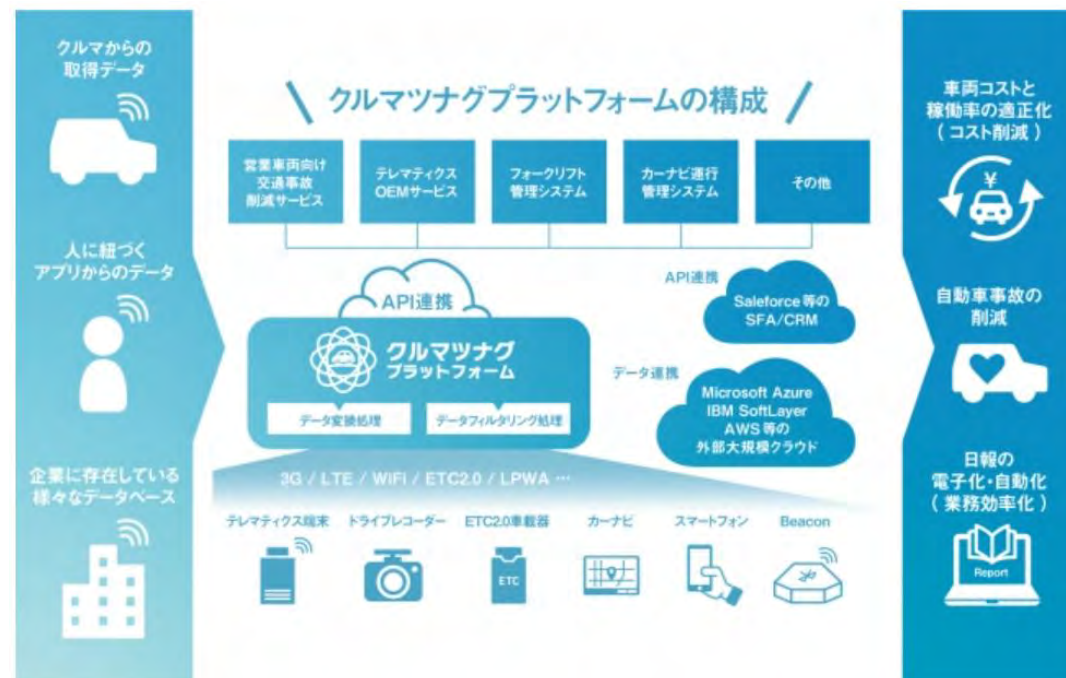 クルマからの
取得データ
人に紐づく
アプリからのデータ
企業に存在している
様々なデータベース
クルマツナグプラットフォームの構成
営業車両向け
交通事故
削減サービス
テレマティクス
OEMサービス
フォークリフト
管理システム
カーナビ運行
管理システム
その他
API連携
クルマツナグ
プラットフォーム
データ変換処理
データフィルタリング処理
API連携
Saleforce等の
SFA/CRM
データ連携
Microsoft Azure
IBM SoftLayer
AWS等の
外部大規模クラウド
3G / LTE / WIFI / ETC2.0 / LPWA …
テレマティクス端末
ドライブレコーダー
ETC2.0車載器
カーナビ
スマートフォン
Beacon
ETC
車両コストと
稼働率の適正化
( コスト削減 )
¥
自動車事故の
削減
日報の
電子化・自動化
( 業務効率化 )
Report